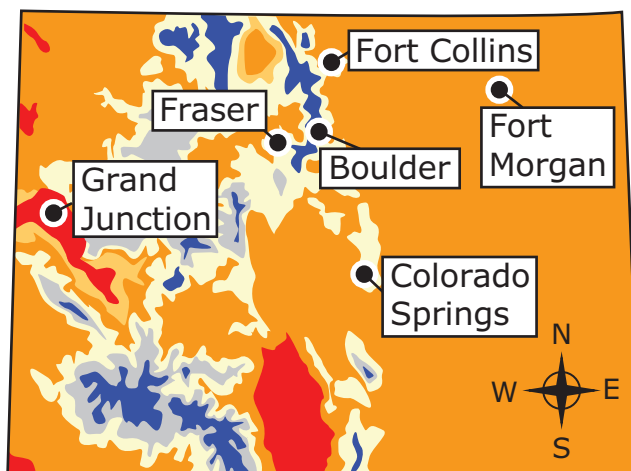 Fort Collins
Fraser
Fort
Morgan
Boulder
Grand
Junction
Colorado
Springs
N
W
E
S